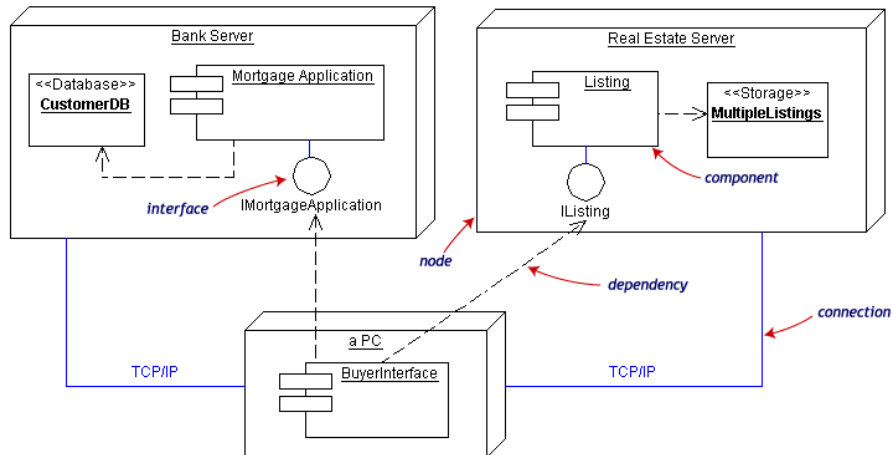 Bank Server
<<Database>>
CustomerDB
Mortgage Application
interface
IMortgageApplication
Real Estate Server
Listing
<<Storage>>
MultipleListings
component
IListing
node
dependency
connection
a PC
BuyerInterface
TCP/IP
TCP/IP